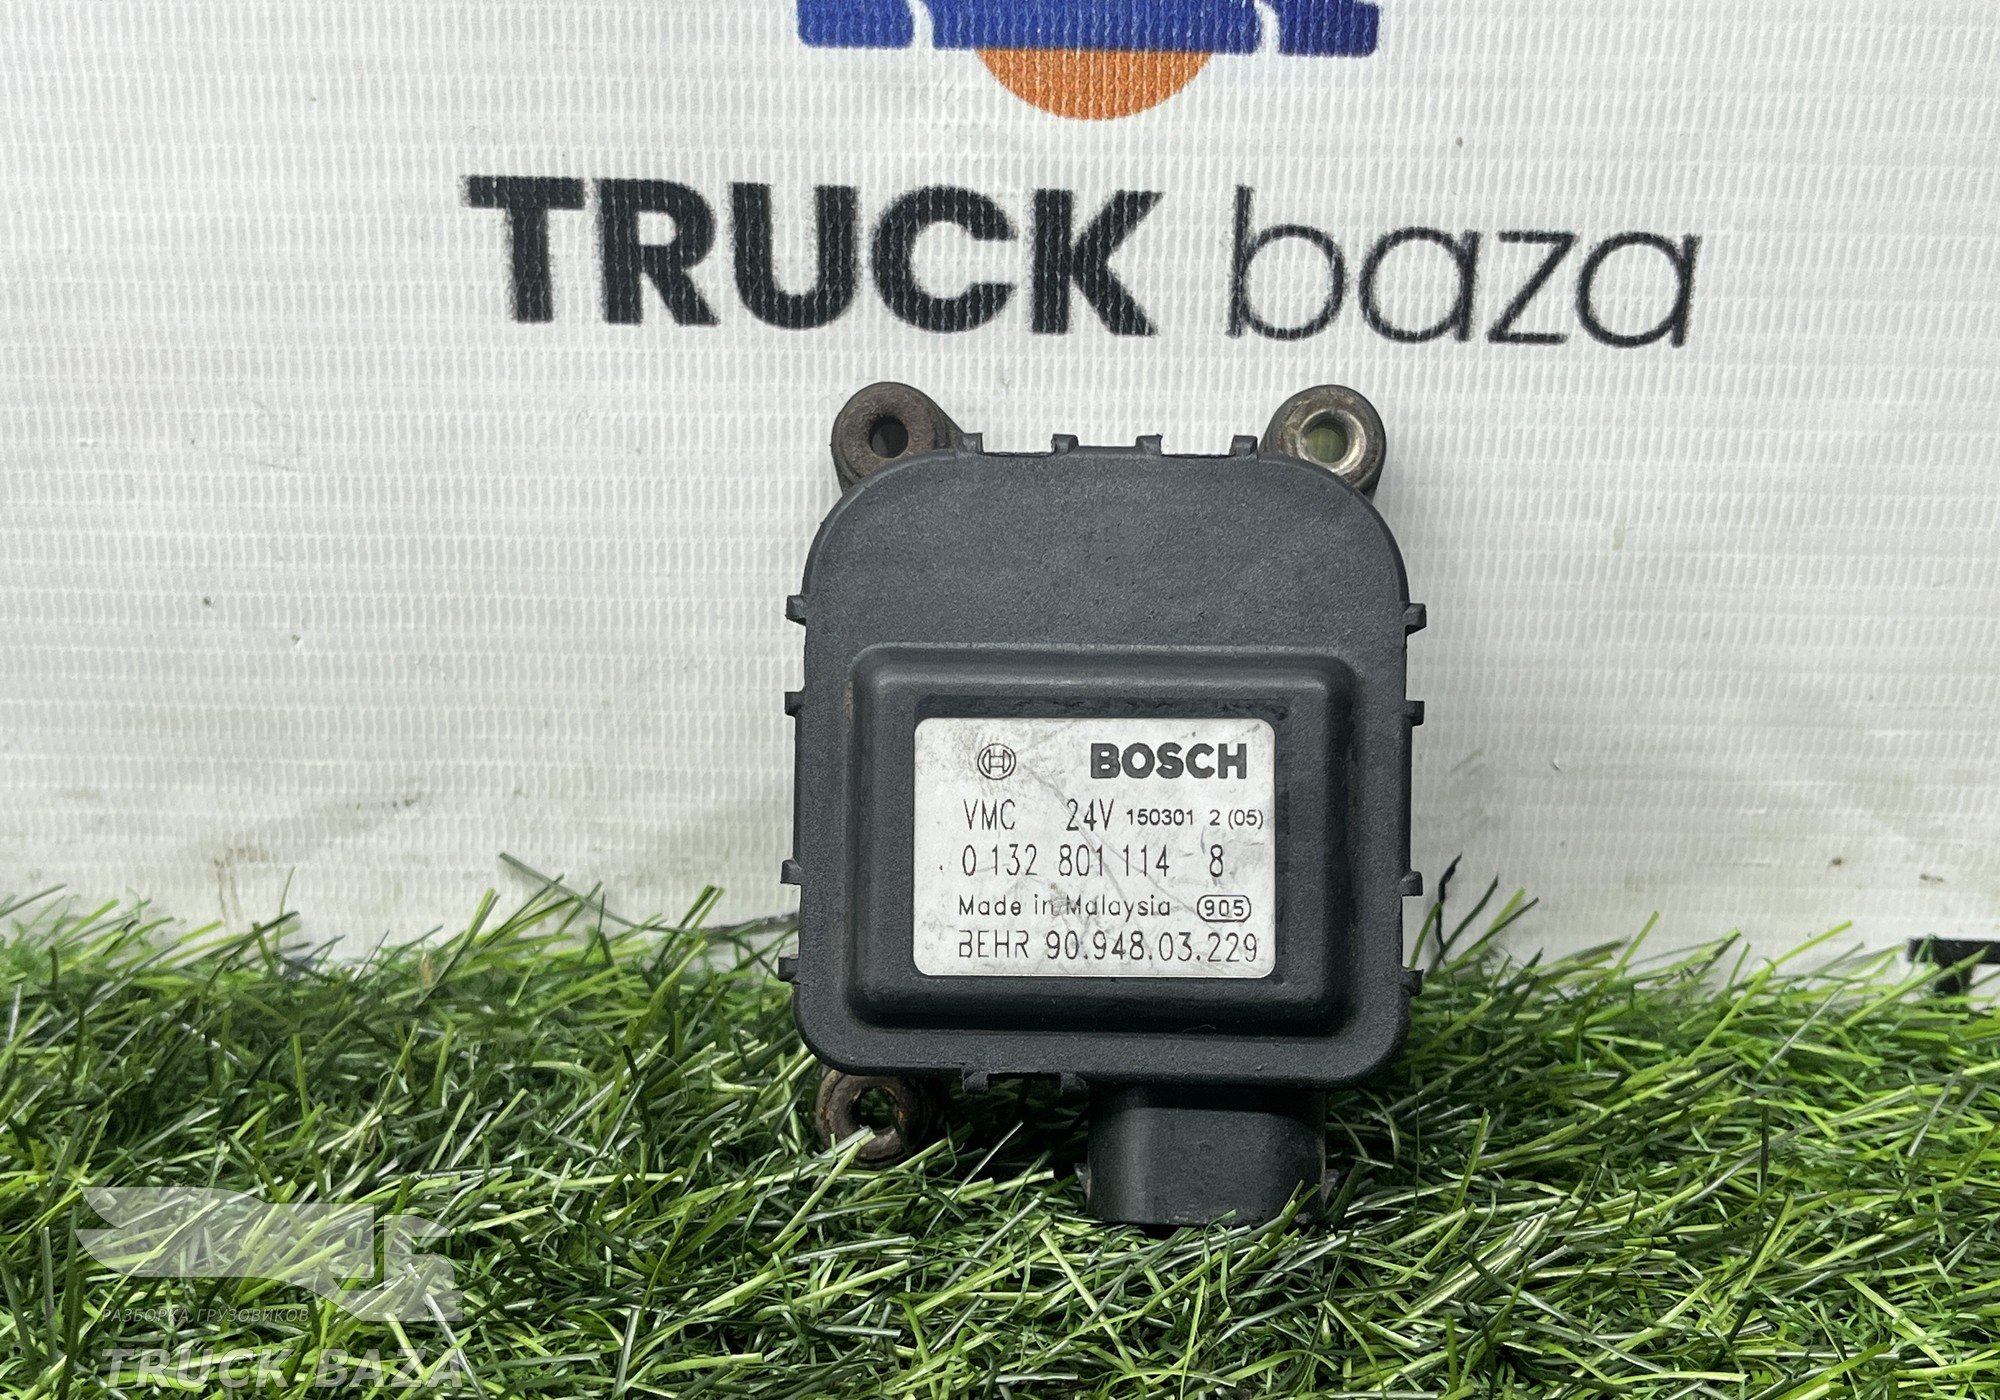 TRUCK baza
BOSCH
VMC 24V 150301 2 (05)
0 132 801 114 8
Made in Malaysia 905
BEHR 90.948.03.229
РАЗБОРКА ГРУЗОВИКОВ
TRUCK BAZA